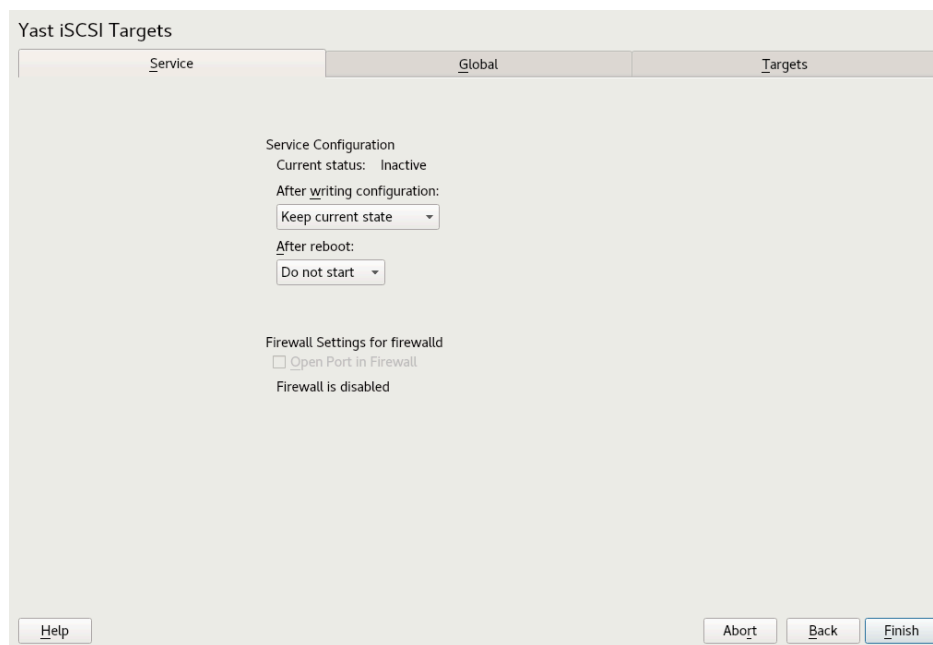 Yast iSCSI Targets
Service Global Targets
Service Configuration
Current status: Inactive
After writing configuration:
Keep current state
After reboot:
Do not start
Firewall Settings for firewalld
Open Port in Firewall
Firewall is disabled
Help Abort Back Finish